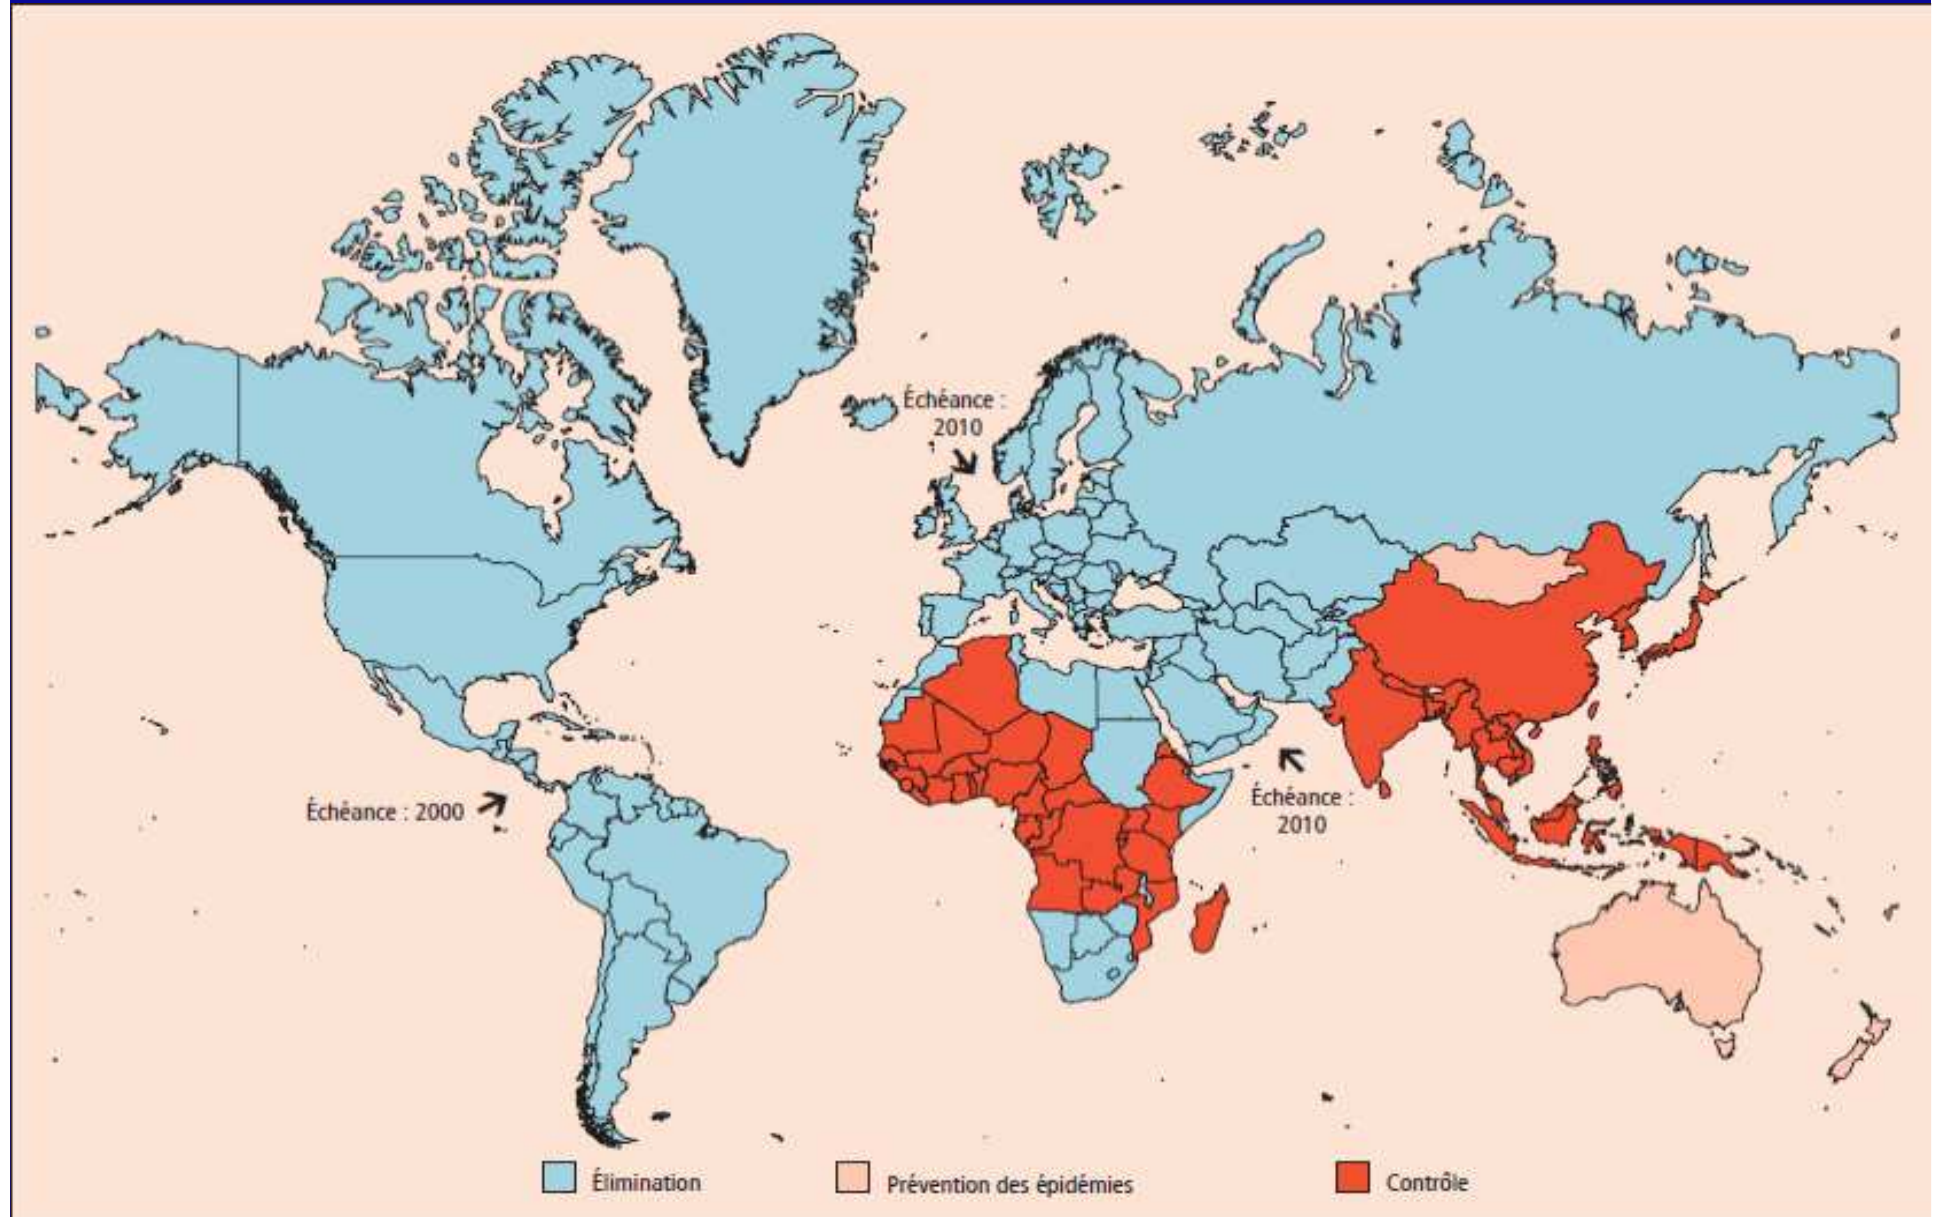 Échéance :
2010
Échéance : 2000
Échéance :
2010
Élimination
Prévention des épidémies
Contrôle